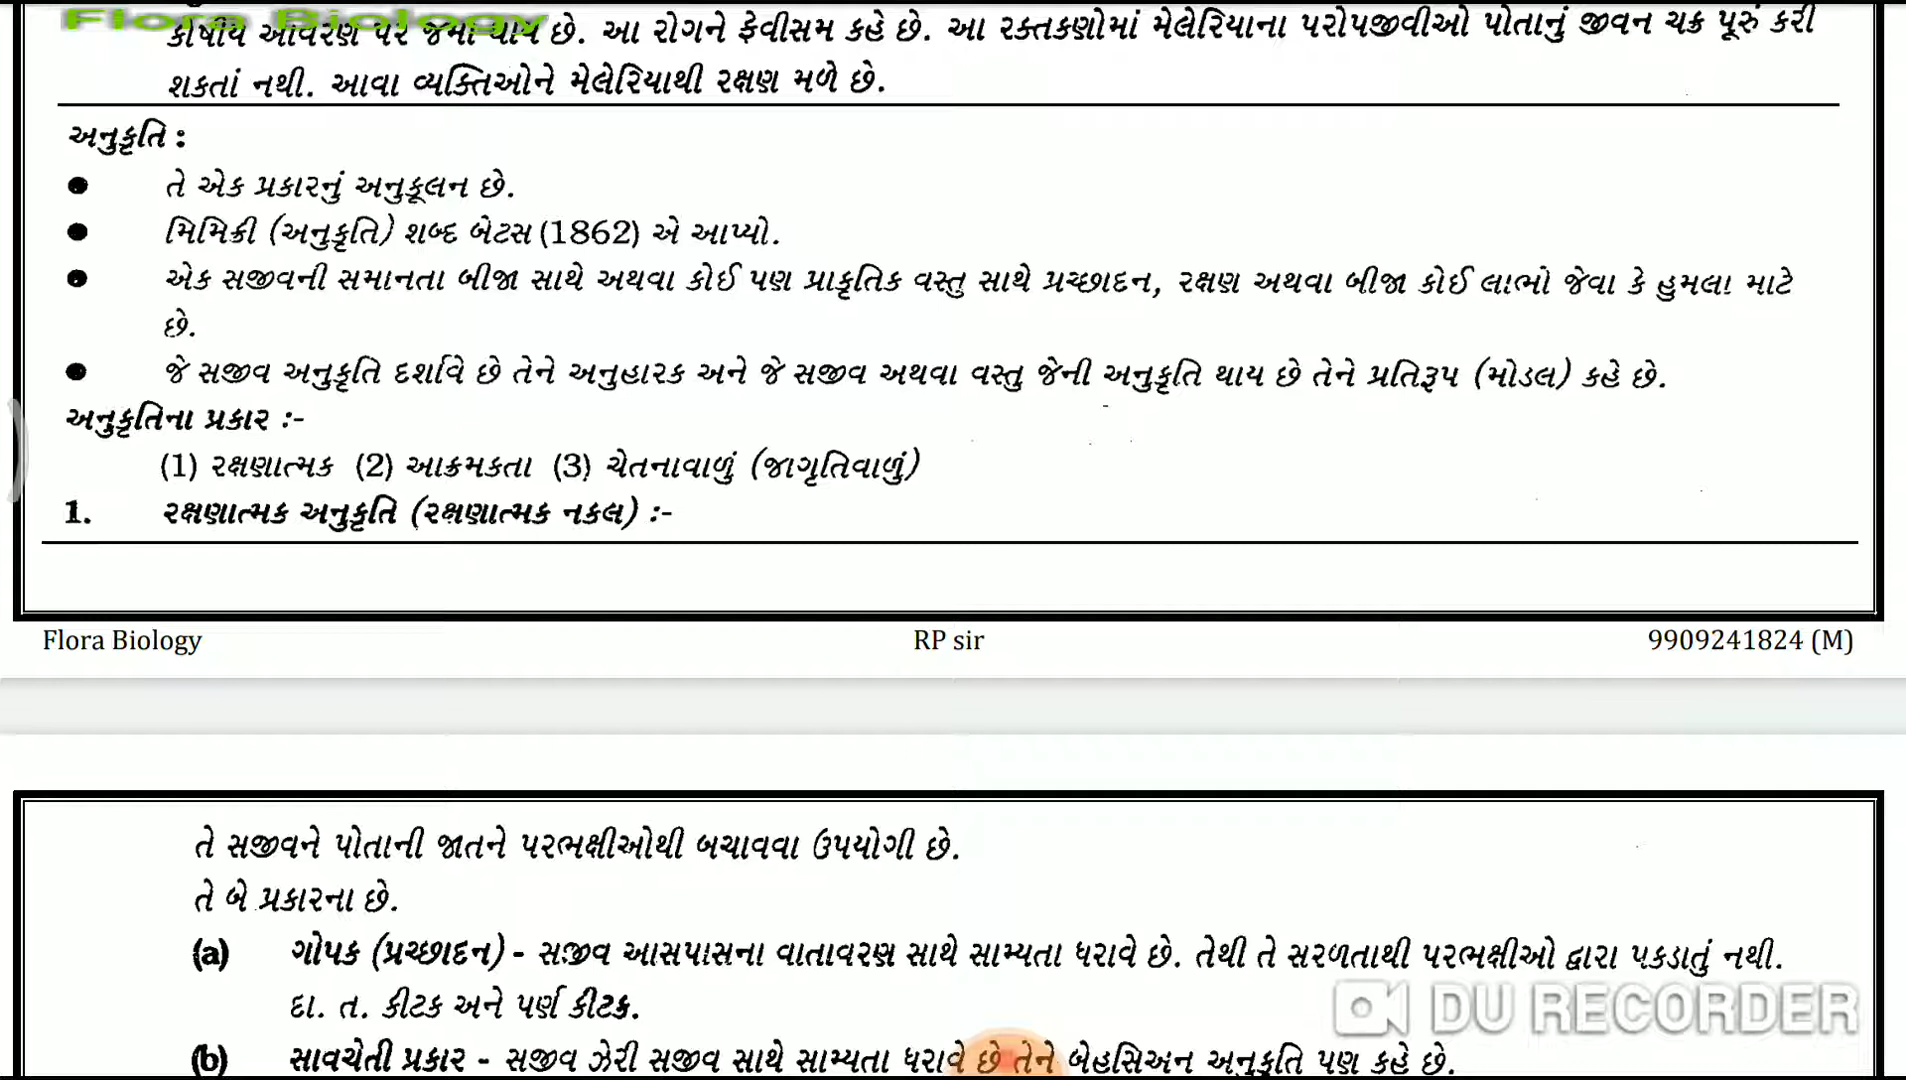 Flora Biology
કોષીય આવરણ પર જમા થાય છે. આ રોગને ફેવીસમ કહે છે. આ રક્તકણોમાં મેલેરિયાના પરોપજીવીઓ પોતાનું જીવન ચક્ર પૂરું કરી
શકતાં નથી. આવા વ્યક્તિઓને મેલેરિયાથી રક્ષણ મળે છે.
અનુકૃતિ :
● તે એક પ્રકારનું અનુકૂલન છે.
● મિમિક્રી (અનુકૃતિ) શબ્દ બેટસ (1862) એ આપ્યો.
● એક સજીવની સમાનતા બીજા સાથે અથવા કોઈ પણ પ્રાકૃતિક વસ્તુ સાથે પ્રચ્છાદન, રક્ષણ અથવા બીજા કોઈ લાભો જેવા કે હુમલા માટે
છે.
● જે સજીવ અનુકૃતિ દર્શાવે છે તેને અનુહારક અને જે સજીવ અથવા વસ્તુ જેની અનુકૃતિ થાય છે તેને પ્રતિરૂપ (મોડલ) કહે છે.
અનુકૃતિના પ્રકાર :-
(1) રક્ષણાત્મક (2) આક્રમકતા (3) ચેતનાવાળું (જાગૃતિવાળું)
1. રક્ષણાત્મક અનુકૃતિ (રક્ષણાત્મક નકલ) :-
Flora Biology RP sir 9909241824 (M)
તે સજીવને પોતાની જાતને પરભક્ષીઓથી બચાવવા ઉપયોગી છે.
તે બે પ્રકારના છે.
(a) ગોપક (પ્રચ્છાદન) - સજીવ આસપાસના વાતાવરણ સાથે સામ્યતા ધરાવે છે. તેથી તે સરળતાથી પરભક્ષીઓ દ્વારા પકડાતું નથી.
દા. ત. કીટક અને પર્ણ કીટક.
DU RECORDER
(b) સાવચેતી પ્રકાર - સજીવ ઝેરી સજીવ સાથે સામ્યતા ધરાવે છે તેને બેહસિઅન અનુકૃતિ પણ કહે છે.